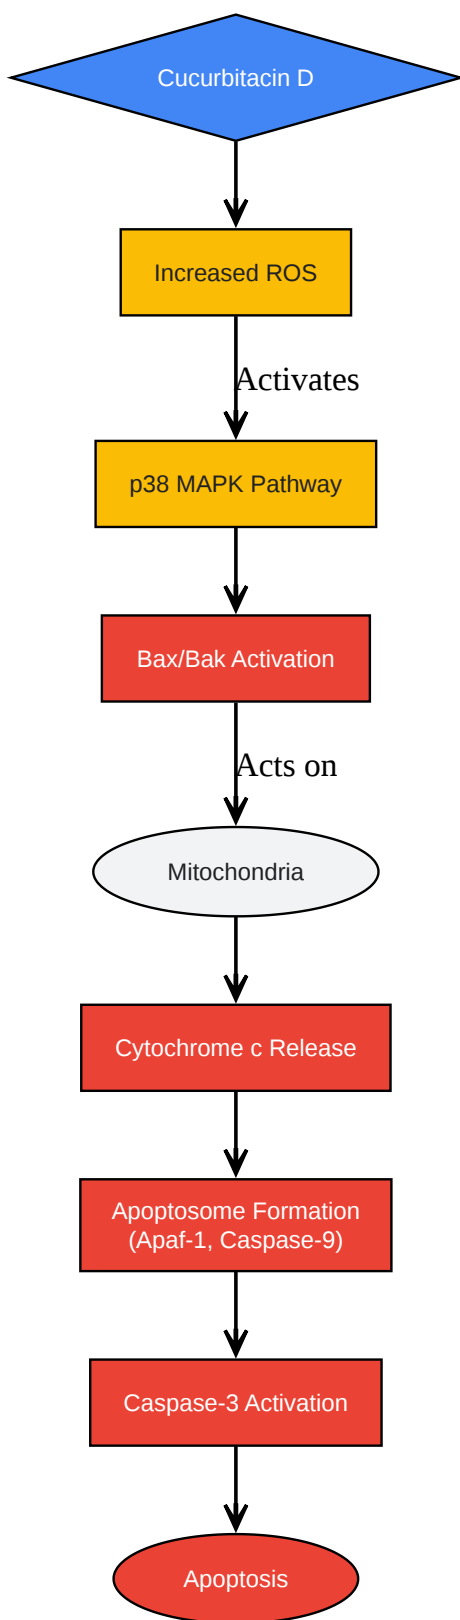 Cucurbitacin D
Increased ROS
Activates
p38 MAPK Pathway
Bax/Bak Activation
Acts on
Mitochondria
Cytochrome c Release
Apoptosome Formation
(Apaf-1, Caspase-9)
Caspase-3 Activation
Apoptosis